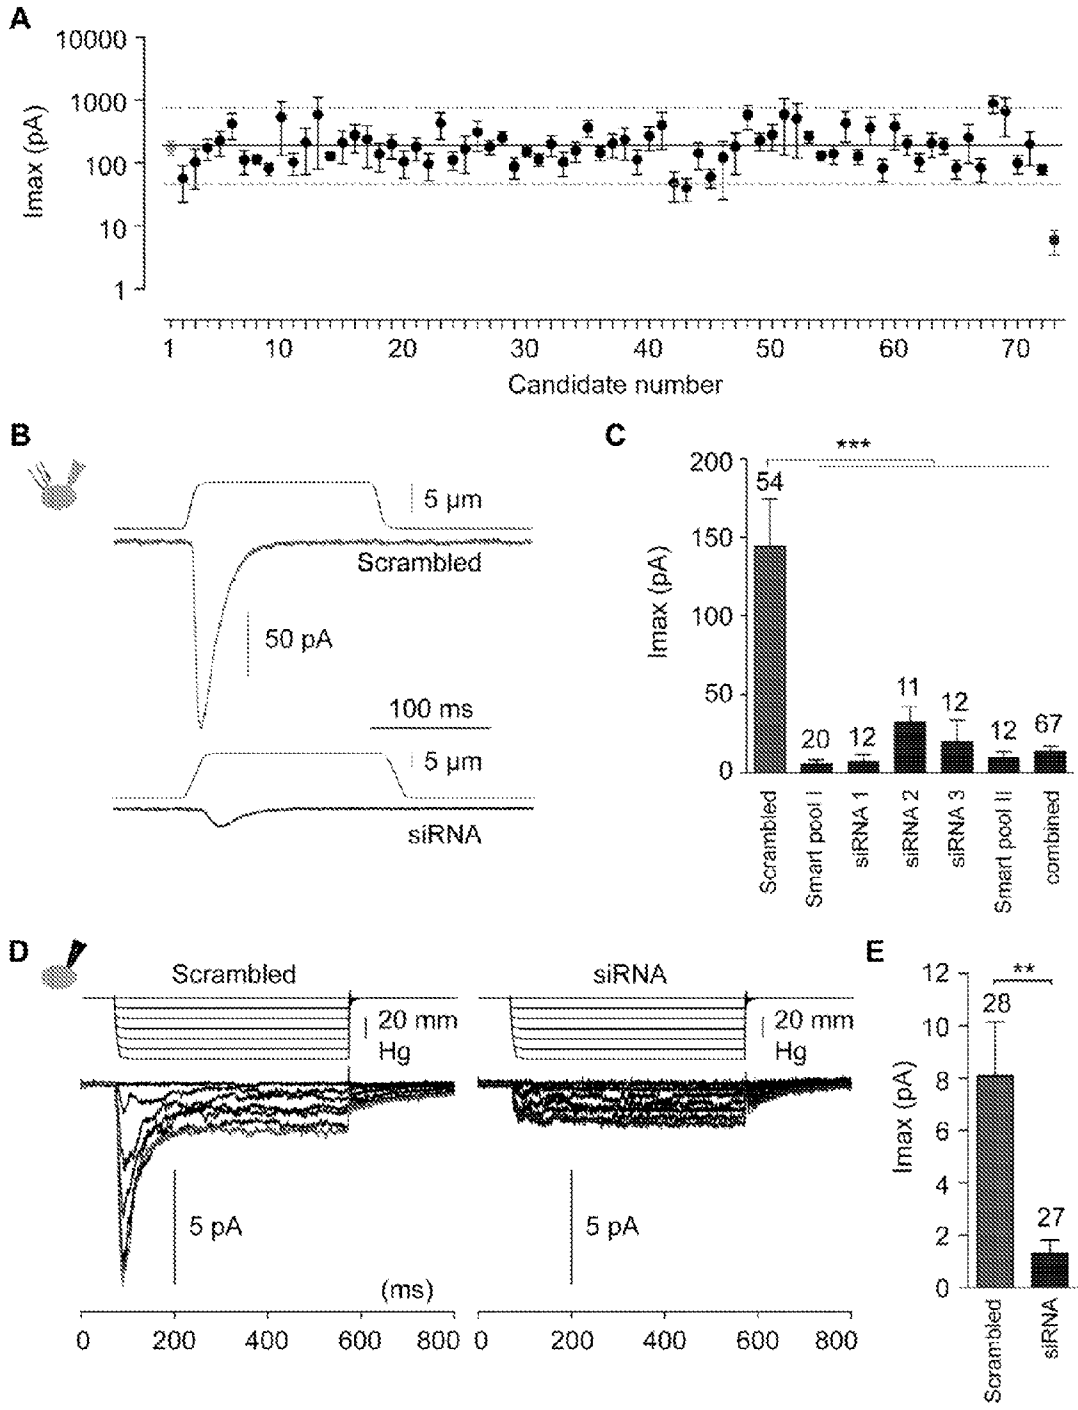 A
10000
1000
100
10
1
Imax (pA)
1 10 20 30 40 50 60 70
Candidate number
B
5 µm
Scrambled
50 pA
100 ms
5 µm
siRNA
C
***
200
150
100
50
0
Imax (pA)
54
20
12
11
12
12
67
Scrambled
Smart pool I
siRNA 1
siRNA 2
siRNA 3
Smart pool II
combined
D
Scrambled
20 mm
Hg
5 pA
(ms)
0 200 400 600 800
siRNA
20 mm
Hg
5 pA
0 200 400 600 800
E
**
12
10
8
6
4
2
0
Imax (pA)
28
27
Scrambled
siRNA